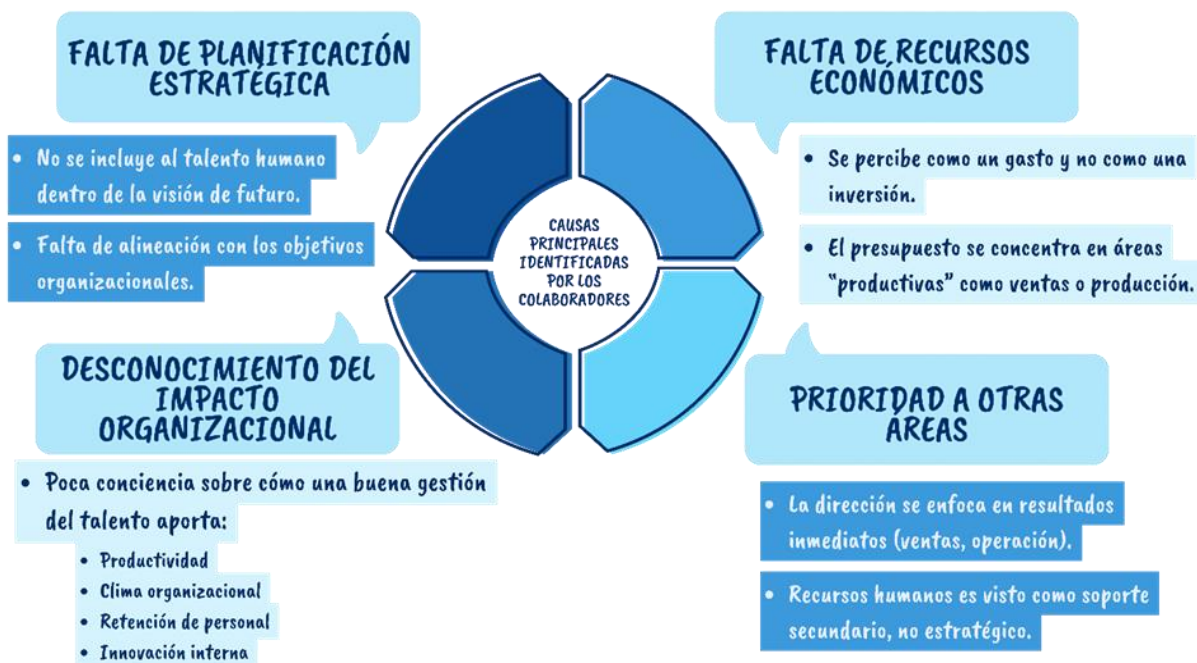 FALTA DE PLANIFICACIÓN
ESTRATÉGICA
• No se incluye al talento humano
dentro de la visión de futuro.
• Falta de alineación con los objetivos
organizacionales.
FALTA DE RECURSOS
ECONÓMICOS
• Se percibe como un gasto y no como una
inversión.
• El presupuesto se concentra en áreas
“productivas” como ventas o producción.
CAUSAS
PRINCIPALES
IDENTIFICADAS
POR LOS
COLABORADORES
DESCONOCIMIENTO DEL
IMPACTO
ORGANIZACIONAL
• Poca conciencia sobre cómo una buena gestión
del talento aporta:
• Productividad
• Clima organizacional
• Retención de personal
• Innovación interna
PRIORIDAD A OTRAS
ÁREAS
• La dirección se enfoca en resultados
inmediatos (ventas, operación).
• Recursos humanos es visto como soporte
secundario, no estratégico.